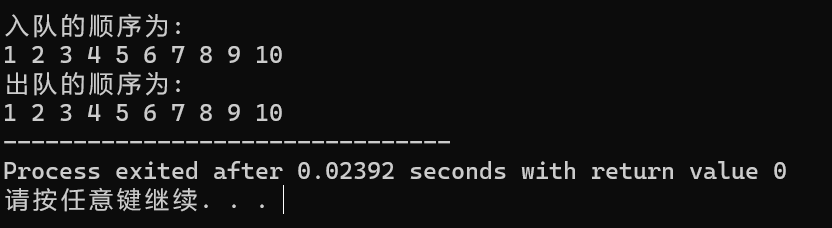 入队的顺序为:
1 2 3 4 5 6 7 8 9 10
出队的顺序为:
1 2 3 4 5 6 7 8 9 10
--------------------------------
Process exited after 0.02392 seconds with return value 0
请按任意键继续. . .